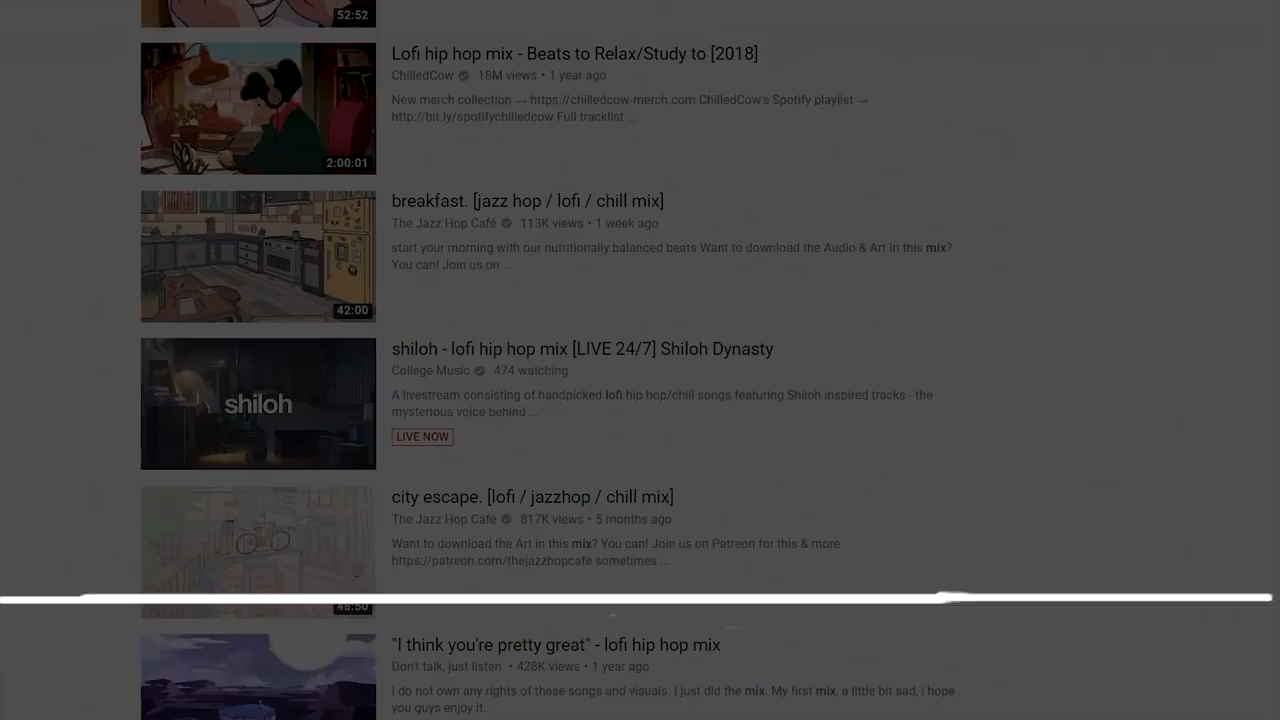 52:52
Lofi hip hop mix - Beats to Relax/Study to [2018]
ChilledCow 18M views • 1 year ago
New merch collection → https://chilledcow-merch.com ChilledCow's Spotify playlist →
http://bit.ly/spotifychilledcow Full tracklist ...
2:00:01
breakfast. [jazz hop / lofi / chill mix]
The Jazz Hop Café 113K views • 1 week ago
start your morning with our nutritionally balanced beats Want to download the Audio & Art in this mix?
You can! Join us on ...
42:00
shiloh - lofi hip hop mix [LIVE 24/7] Shiloh Dynasty
College Music 474 watching
A livestream consisting of handpicked lofi hip hop/chill songs featuring Shiloh inspired tracks - the
mysterious voice behind ...
shiloh
LIVE NOW
city escape. [lofi / jazzhop / chill mix]
The Jazz Hop Café 817K views • 5 months ago
Want to download the Art in this mix? You can! Join us on Patreon for this & more
https://patreon.com/thejazzhopcafe sometimes ...
"I think you're pretty great" - lofi hip hop mix
Don't talk, just listen. • 428K views • 1 year ago
I do not own any rights of these songs and visuals. I just did the mix. My first mix, a little bit sad, i hope
you guys enjoy it.